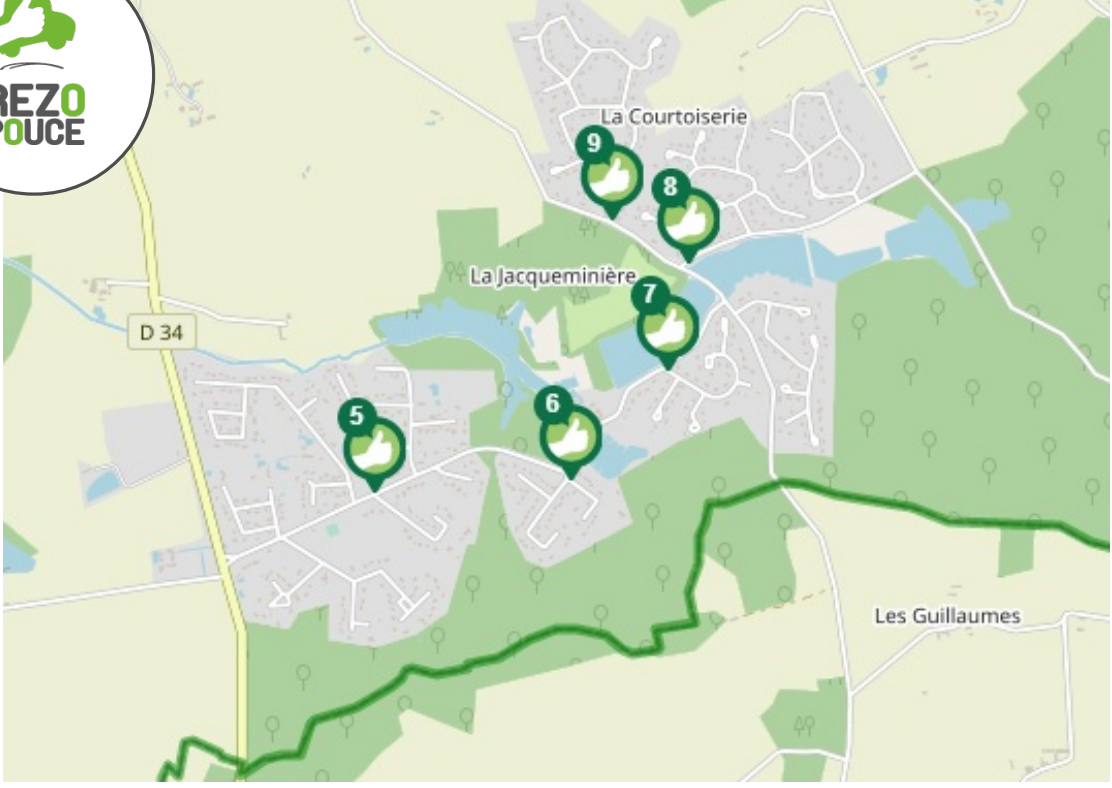 REZO
POUCE
La Courtoiserie
9
8
La Jacqueminière
7
D 34
6
5
Les Guillaumes